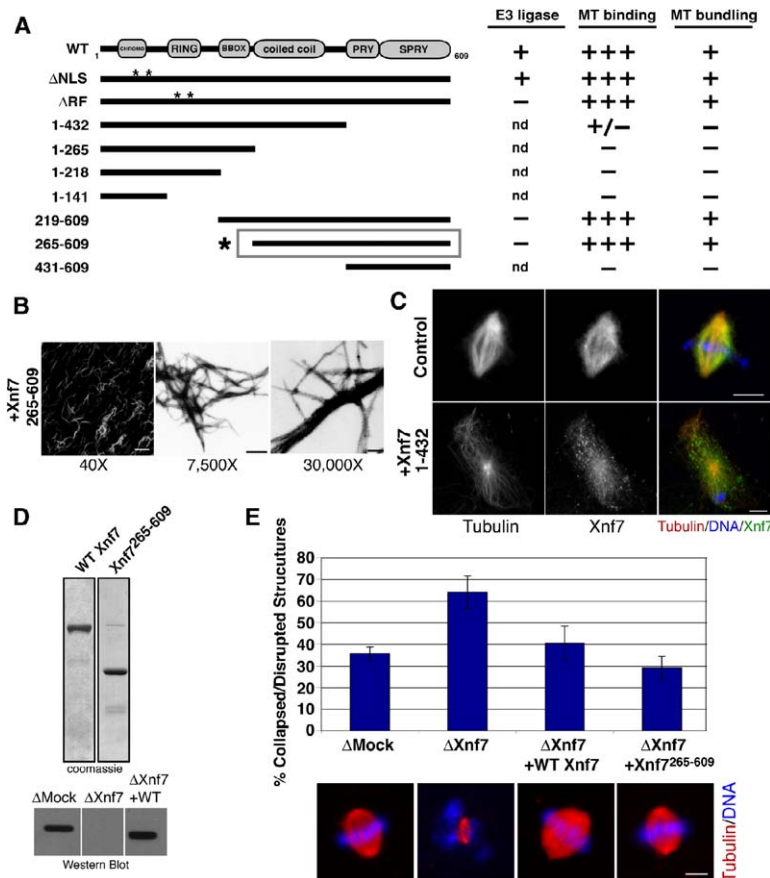 A
E3 ligase MT binding MT bundling
WT 1 CHROMO RING BBOX coiled coil PRY SPRY 609 + +++ +
ΔNLS * * + +++ +
ΔRF * * – +++ +
1-432 nd +/– –
1-265 nd – –
1-218 nd – –
1-141 nd – –
219-609 – +++ +
* 265-609 – +++ +
431-609 nd – –
B
+Xnf7
265-609
40X 7,500X 30,000X
C
Control
+Xnf7
1-432
Tubulin Xnf7 Tubulin/DNA/Xnf7
D
WT Xnf7 Xnf7265-609
coomassie
ΔMock ΔXnf7 ΔXnf7
+WT
Western Blot
E
% Collapsed/Disrupted Strucutures
80
70
60
50
40
30
20
10
0
ΔMock ΔXnf7 ΔXnf7 ΔXnf7
+WT Xnf7 +Xnf7265-609
Tubulin/DNA